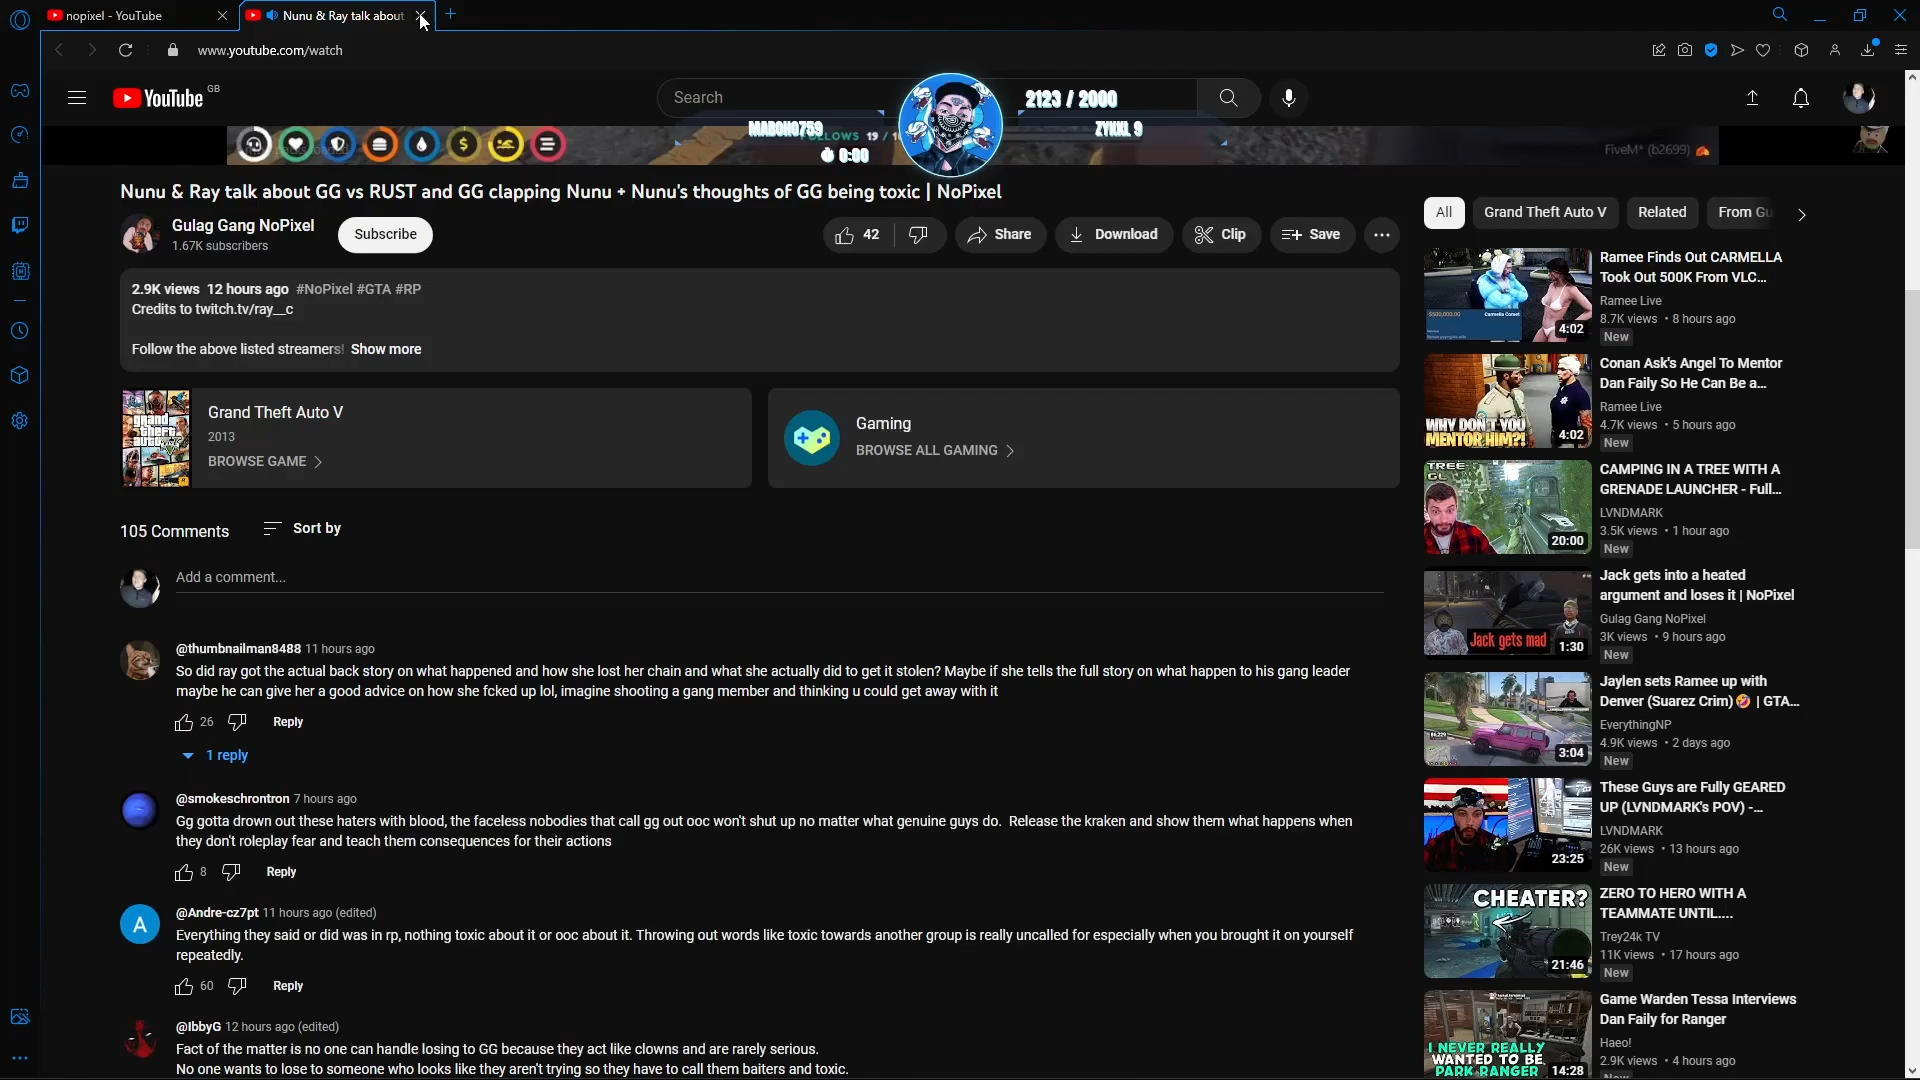 nopixel - YouTube
Nunu & Ray talk about
www.youtube.com/watch
YouTube GB
Search
2123 / 2000
MABOHO759
FOLLOWS 19 / 1
ZYKXL 9
0:00
FiveM* (b2699)
Nunu & Ray talk about GG vs RUST and GG clapping Nunu + Nunu's thoughts of GG being toxic | NoPixel
Gulag Gang NoPixel
1.67K subscribers
Subscribe
42
Share
Download
Clip
Save
2.9K views 12 hours ago #NoPixel #GTA #RP
Credits to twitch.tv/ray__c
Follow the above listed streamers! Show more
Grand Theft Auto V
2013
BROWSE GAME
Gaming
BROWSE ALL GAMING
105 Comments
Sort by
Add a comment...
@thumbnailman8488 11 hours ago
So did ray got the actual back story on what happened and how she lost her chain and what she actually did to get it stolen? Maybe if she tells the full story on what happen to his gang leader
maybe he can give her a good advice on how she fcked up lol, imagine shooting a gang member and thinking u could get away with it
26
Reply
1 reply
@smokeschrontron 7 hours ago
Gg gotta drown out these haters with blood, the faceless nobodies that call gg out ooc won't shut up no matter what genuine guys do. Release the kraken and show them what happens when
they don't roleplay fear and teach them consequences for their actions
8
Reply
A
@Andre-cz7pt 11 hours ago (edited)
Everything they said or did was in rp, nothing toxic about it or ooc about it. Throwing out words like toxic towards another group is really uncalled for especially when you brought it on yourself
repeatedly.
60
Reply
@IbbyG 12 hours ago (edited)
Fact of the matter is no one can handle losing to GG because they act like clowns and are rarely serious.
No one wants to lose to someone who looks like they aren't trying so they have to call them baiters and toxic.
All
Grand Theft Auto V
Related
From Gu
Ramee Finds Out CARMELLA
Took Out 500K From VLC...
Ramee Live
8.7K views • 8 hours ago
New
-$500,000.00
4:02
Conan Ask's Angel To Mentor
Dan Faily So He Can Be a...
Ramee Live
4.7K views • 5 hours ago
New
WHY DON'T YOU
MENTOR HIM?!
4:02
CAMPING IN A TREE WITH A
GRENADE LAUNCHER - Full...
LVNDMARK
3.5K views • 1 hour ago
New
TREE
GL
20:00
Jack gets into a heated
argument and loses it | NoPixel
Gulag Gang NoPixel
3K views • 9 hours ago
New
Jack gets mad
1:30
Jaylen sets Ramee up with
Denver (Suarez Crim) 🤣 | GTA...
EverythingNP
4.9K views • 2 days ago
New
3:04
These Guys are Fully GEARED
UP (LVNDMARK's POV) -...
LVNDMARK
26K views • 13 hours ago
New
23:25
ZERO TO HERO WITH A
TEAMMATE UNTIL....
Trey24k TV
11K views • 17 hours ago
New
CHEATER?
21:46
Game Warden Tessa Interviews
Dan Faily for Ranger
Haeo!
2.9K views • 4 hours ago
New
I NEVER REALLY
WANTED TO BE
PARK RANGER
14:28